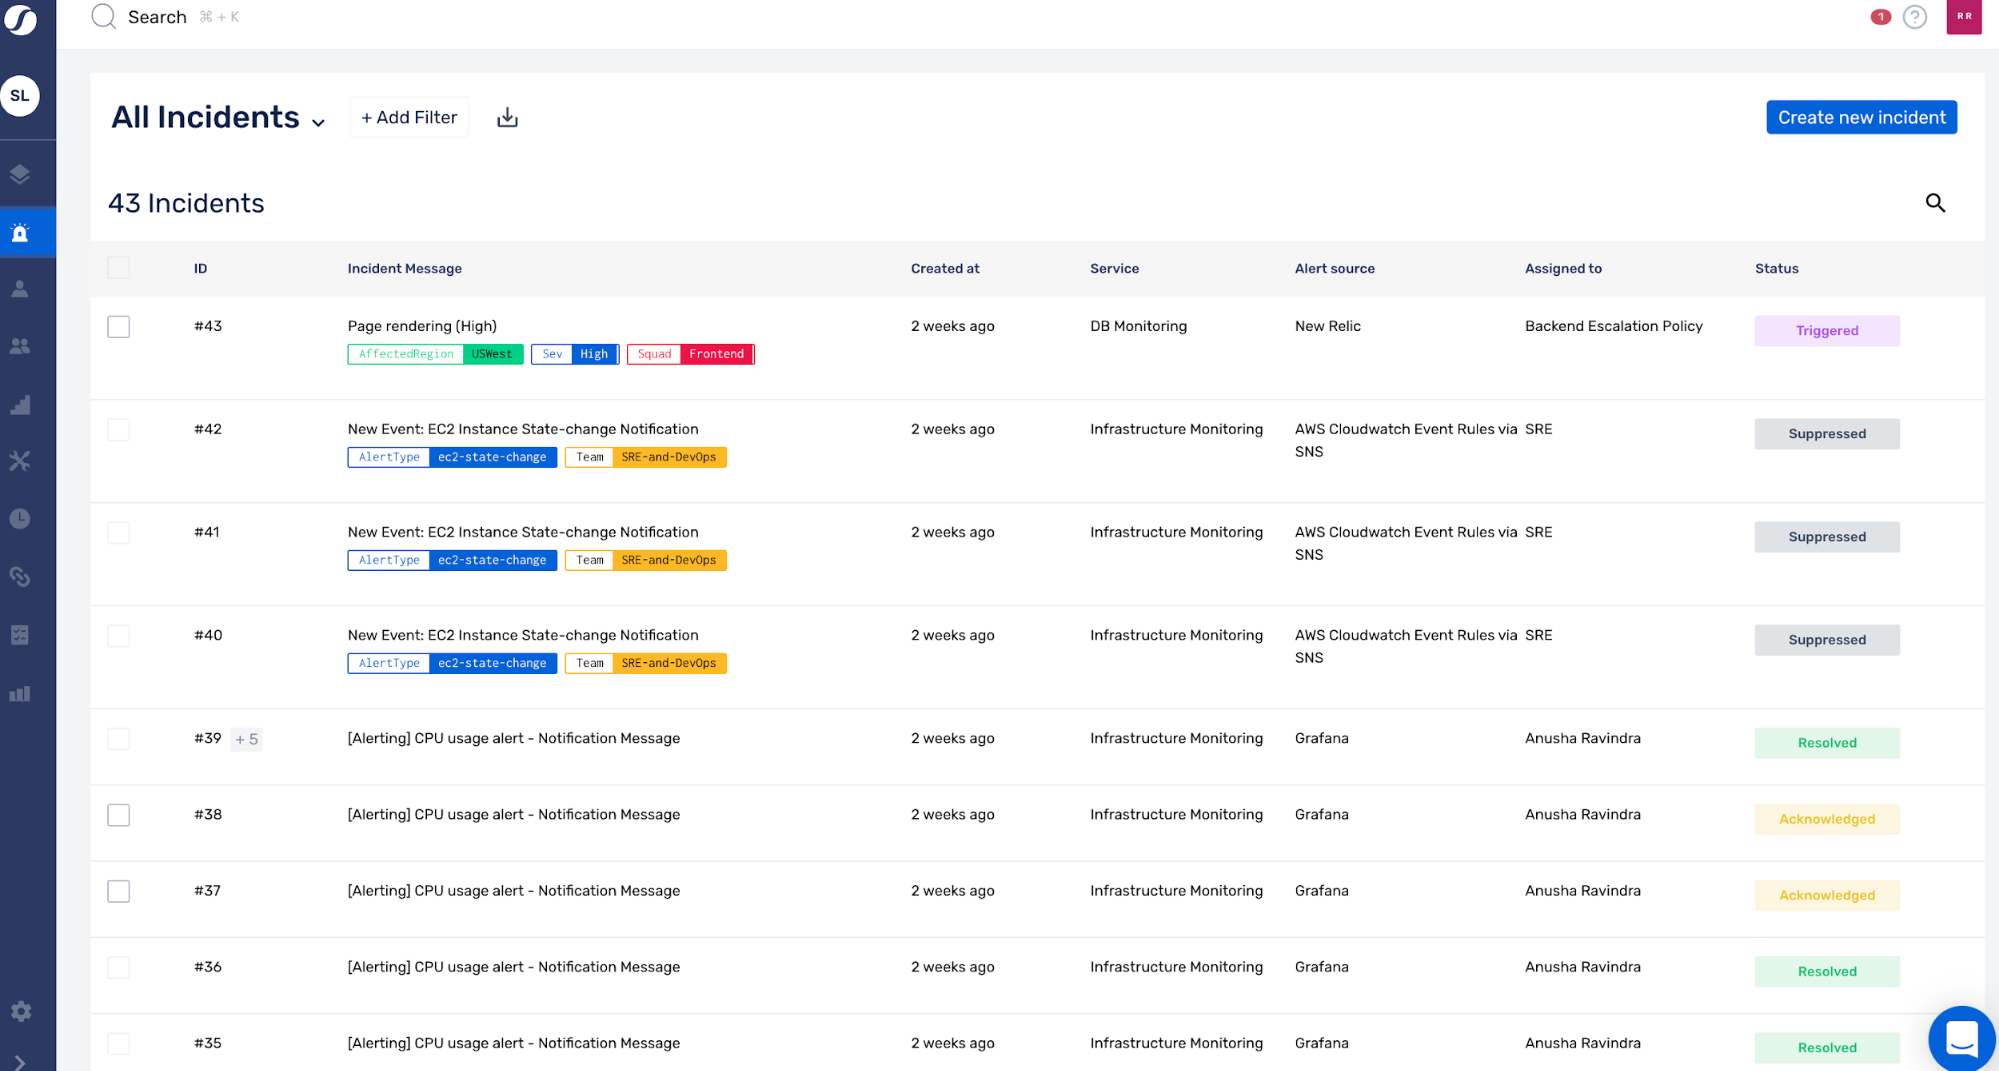 Search ⌘ + K
1
?
RR
SL
All Incidents
+ Add Filter
Create new incident
43 Incidents
ID Incident Message Created at Service Alert source Assigned to Status
#43 Page rendering (High) 2 weeks ago DB Monitoring New Relic Backend Escalation Policy Triggered
AffectedRegion USWest Sev High Squad Frontend
#42 New Event: EC2 Instance State-change Notification 2 weeks ago Infrastructure Monitoring AWS Cloudwatch Event Rules via SRE Suppressed
SNS
AlertType ec2-state-change Team SRE-and-DevOps
#41 New Event: EC2 Instance State-change Notification 2 weeks ago Infrastructure Monitoring AWS Cloudwatch Event Rules via SRE Suppressed
SNS
AlertType ec2-state-change Team SRE-and-DevOps
#40 New Event: EC2 Instance State-change Notification 2 weeks ago Infrastructure Monitoring AWS Cloudwatch Event Rules via SRE Suppressed
SNS
AlertType ec2-state-change Team SRE-and-DevOps
#39 + 5 [Alerting] CPU usage alert - Notification Message 2 weeks ago Infrastructure Monitoring Grafana Anusha Ravindra Resolved
#38 [Alerting] CPU usage alert - Notification Message 2 weeks ago Infrastructure Monitoring Grafana Anusha Ravindra Acknowledged
#37 [Alerting] CPU usage alert - Notification Message 2 weeks ago Infrastructure Monitoring Grafana Anusha Ravindra Acknowledged
#36 [Alerting] CPU usage alert - Notification Message 2 weeks ago Infrastructure Monitoring Grafana Anusha Ravindra Resolved
#35 [Alerting] CPU usage alert - Notification Message 2 weeks ago Infrastructure Monitoring Grafana Anusha Ravindra Resolved